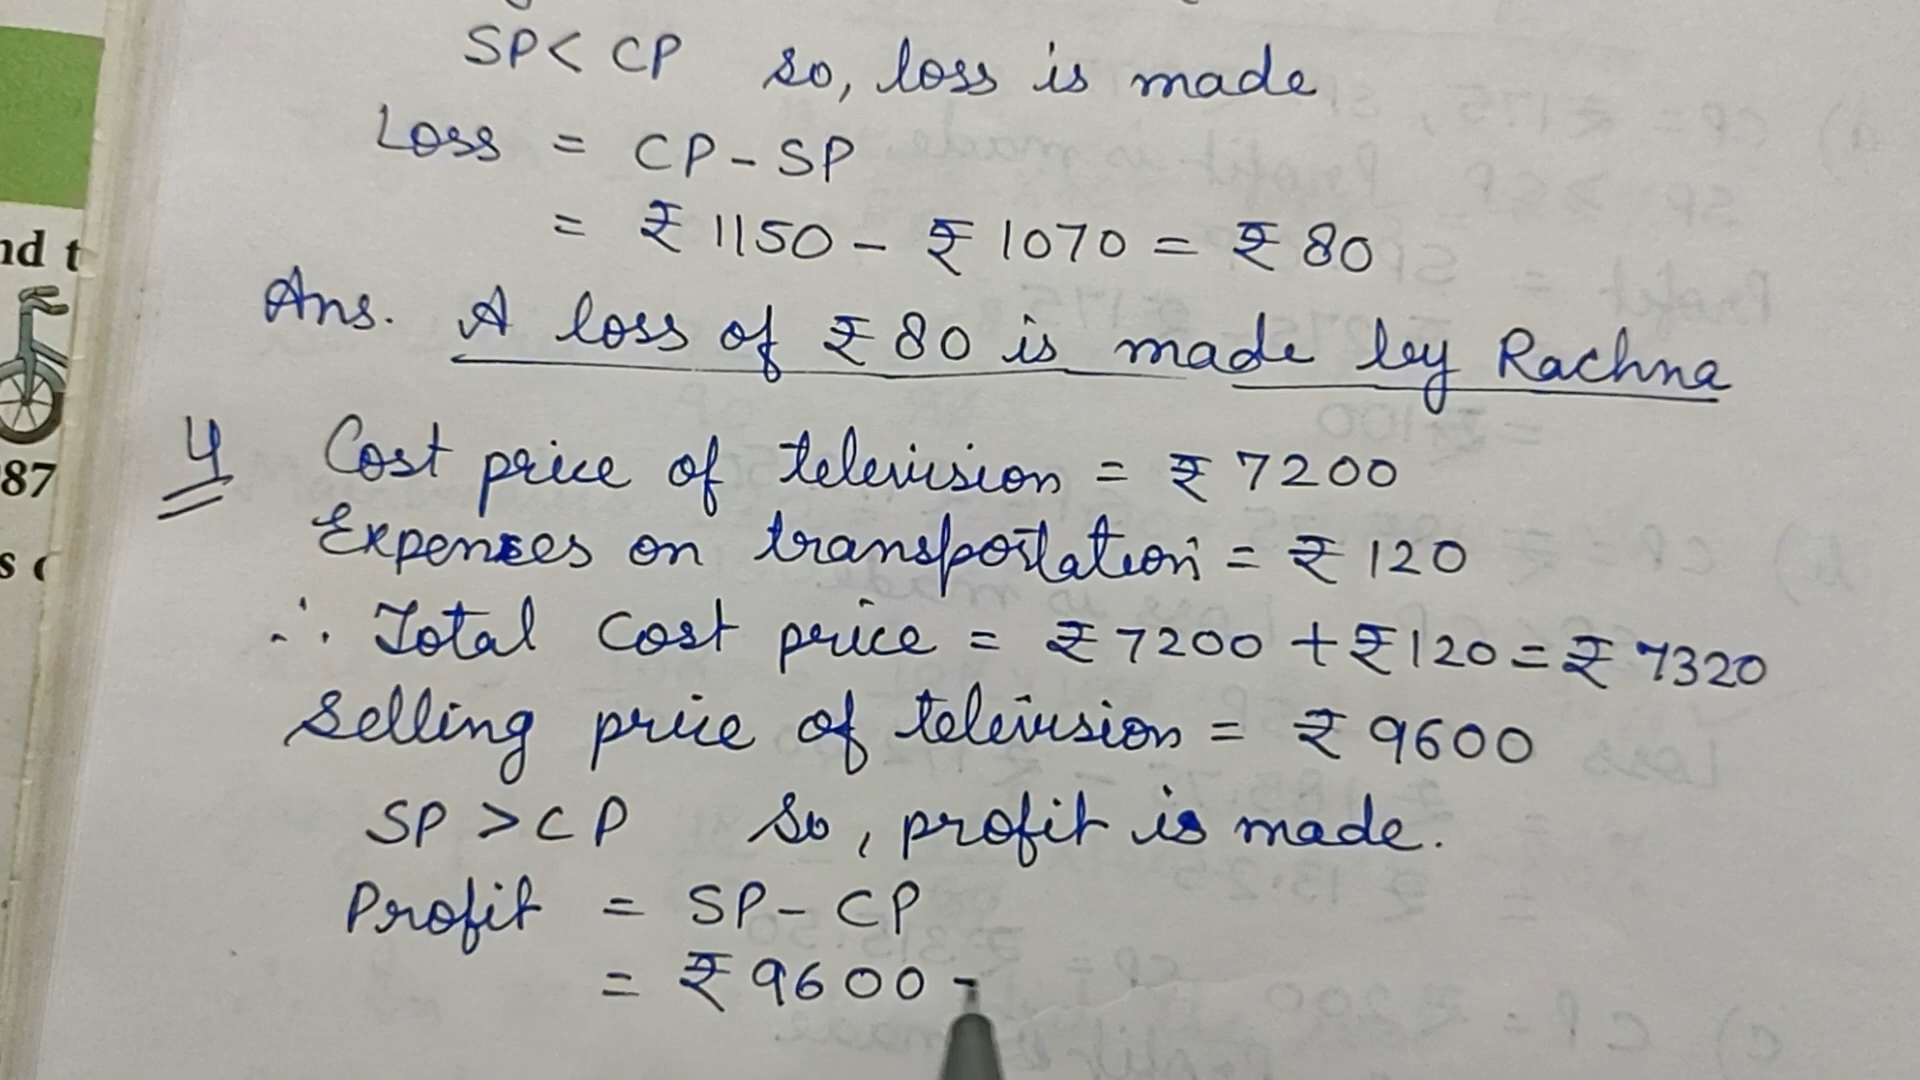 SP < CP so, loss is made
Loss = CP - SP
= ₹ 1150 - ₹ 1070 = ₹ 80
Ans. A loss of ₹ 80 is made by Rachna
4 Cost price of television = ₹ 7200
Expenses on transportation = ₹ 120
∴ Total Cost price = ₹ 7200 + ₹ 120 = ₹ 7320
Selling price of television = ₹ 9600
SP > CP So, profit is made.
Profit = SP - CP
= ₹ 9600 -
nd t
87
s